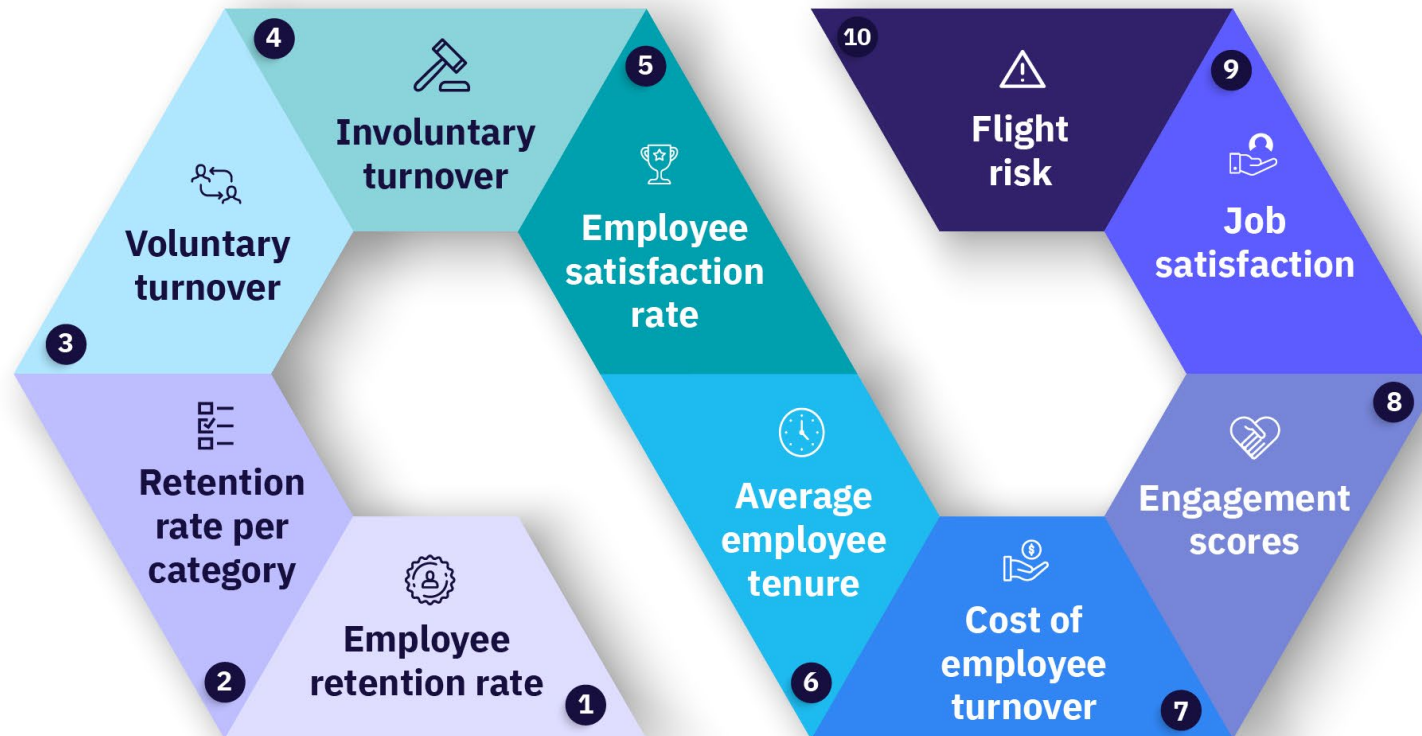 1
Employee
retention rate
2
Retention
rate per
category
3
Voluntary
turnover
4
Involuntary
turnover
5
Employee
satisfaction
rate
6
Average
employee
tenure
7
Cost of
employee
turnover
8
Engagement
scores
9
Job
satisfaction
10
Flight
risk